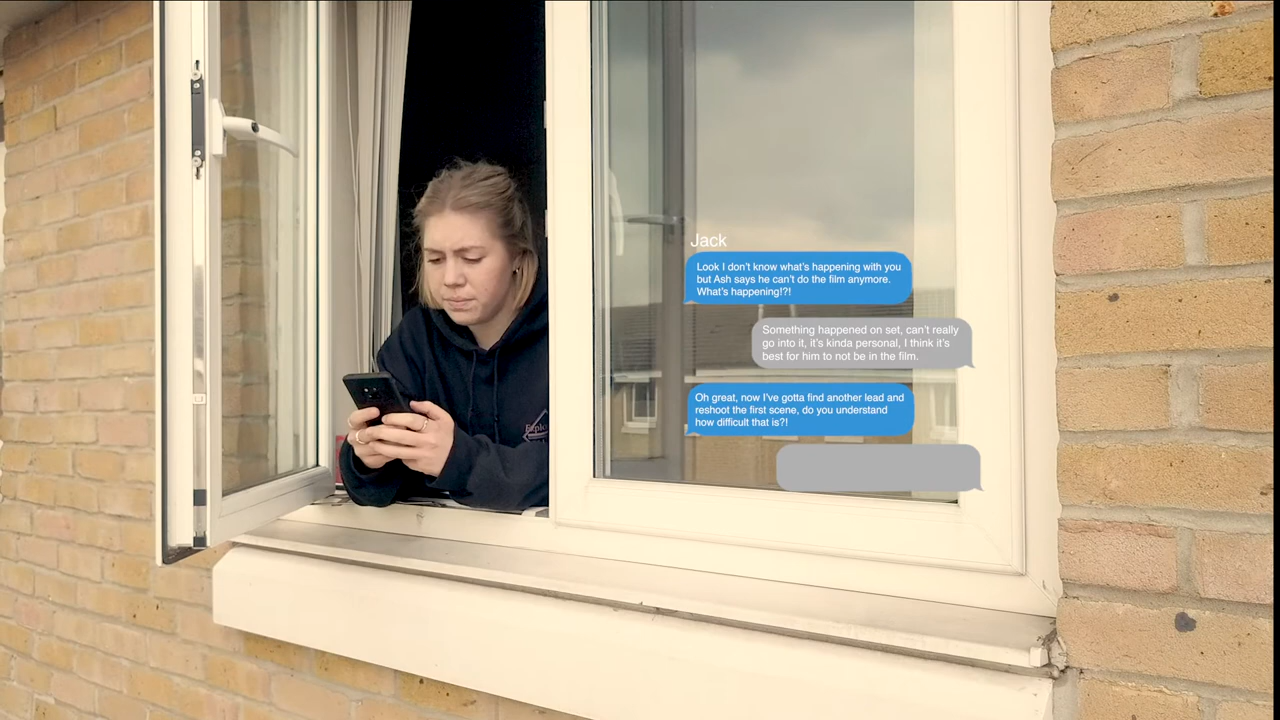 Jack
Look I don't know what's happening with you
but Ash says he can't do the film anymore.
What's happening!?!
Something happened on set, can't really
go into it, it's kinda personal, I think it's
best for him to not be in the film.
Oh great, now I've gotta find another lead and
reshoot the first scene, do you understand
how difficult that is?!